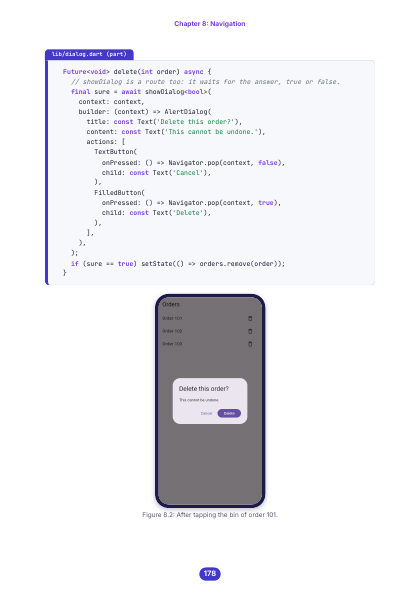 Chapter 8: Navigation
lib/dialog.dart (part)
Future<void> delete(int order) async {
  // showDialog is a route too: it waits for the answer, true or false.
  final sure = await showDialog<bool>(
    context: context,
    builder: (context) => AlertDialog(
      title: const Text('Delete this order?'),
      content: const Text('This cannot be undone.'),
      actions: [
        TextButton(
          onPressed: () => Navigator.pop(context, false),
          child: const Text('Cancel'),
        ),
        FilledButton(
          onPressed: () => Navigator.pop(context, true),
          child: const Text('Delete'),
        ),
      ],
    ),
  );
  if (sure == true) setState(() => orders.remove(order));
}
Orders
Order 101
Order 102
Order 103
Delete this order?
This cannot be undone.
Cancel
Delete
Figure 8.2: After tapping the bin of order 101.
178